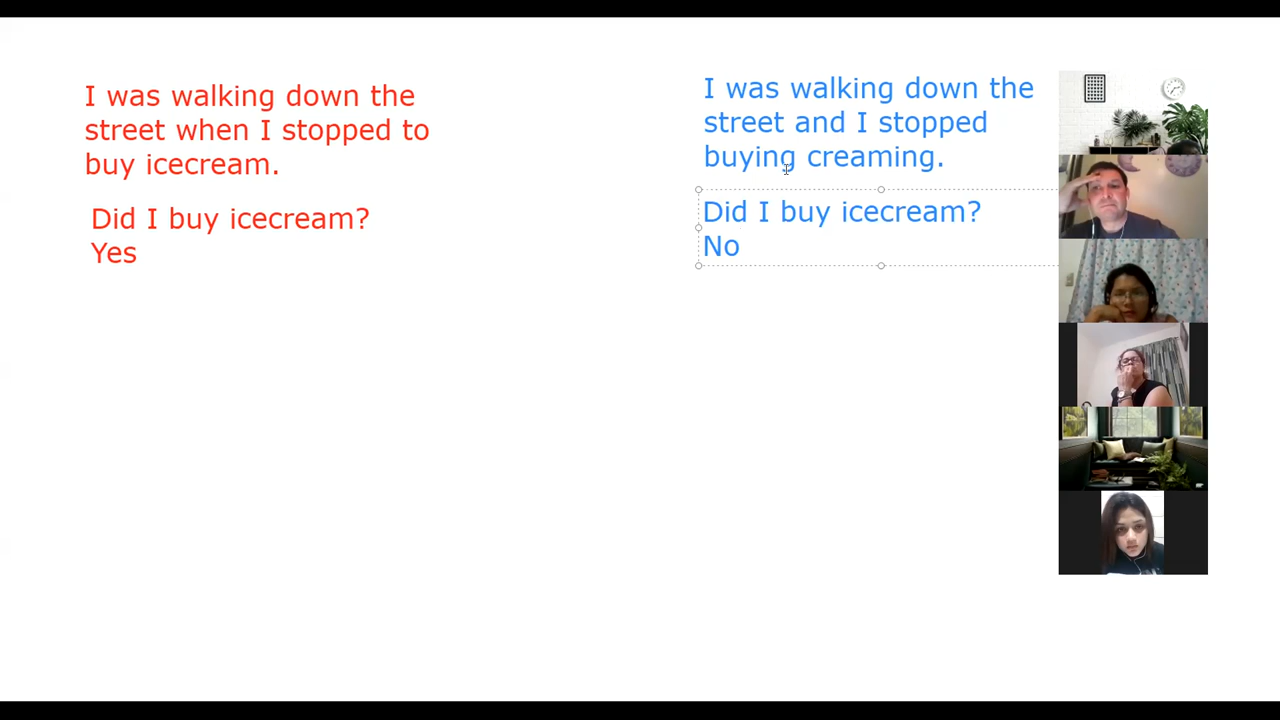 I was walking down the
street when I stopped to
buy icecream.
Did I buy icecream?
Yes
I was walking down the
street and I stopped
buying creaming.
Did I buy icecream?
No